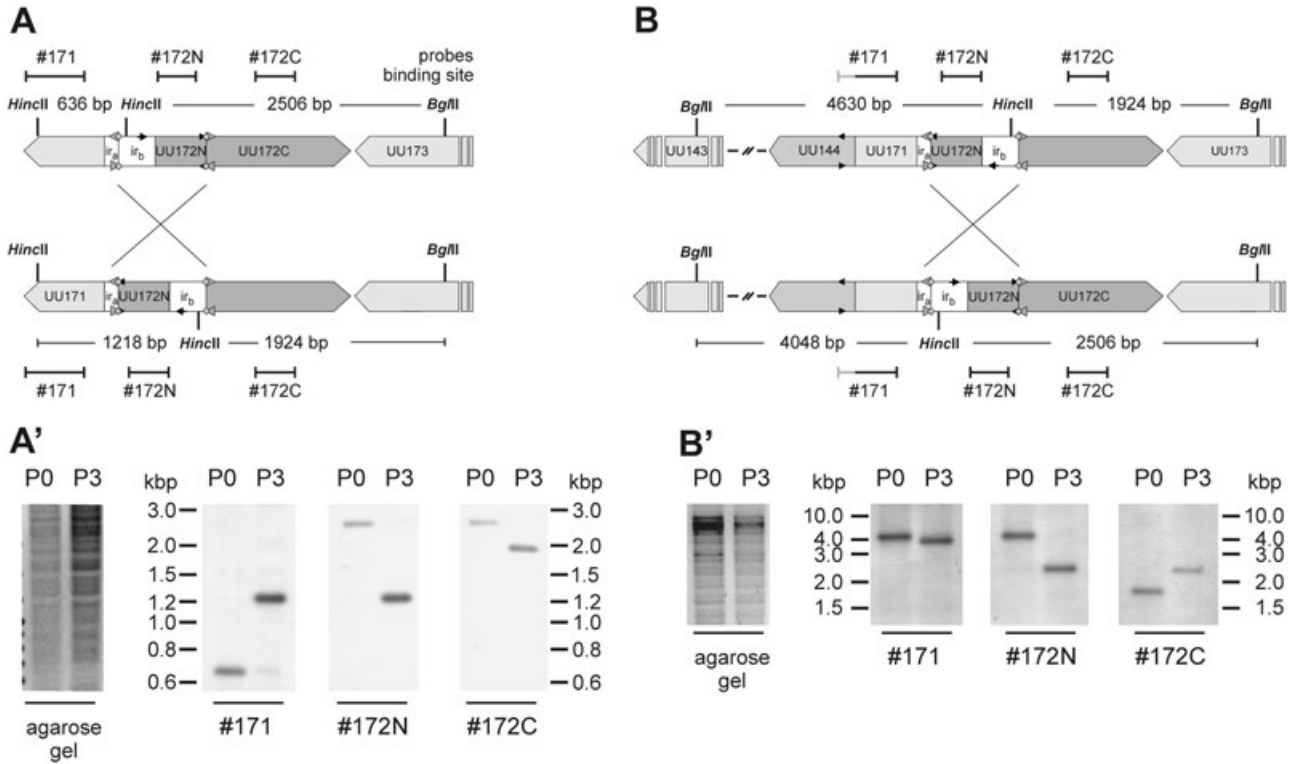 A
#171 #172N #172C probes
binding site
HincII 636 bp HincII 2506 bp BglII
ira irb UU172N UU172C UU173
HincII BglII
UU171 ira UU172N irb
1218 bp HincII 1924 bp
#171 #172N #172C
B
#171 #172N #172C
BglII 4630 bp HincII 1924 bp BglII
UU143 UU144 UU171 ira UU172N irb UU173
BglII BglII
ira irb UU172N UU172C
4048 bp HincII 2506 bp
#171 #172N #172C
A'
P0 P3 kbp P0 P3 P0 P3 P0 P3 kbp
3.0 3.0
2.0 2.0
1.5 1.5
1.2 1.2
1.0 1.0
0.8 0.8
0.6 0.6
agarose
gel
#171 #172N #172C
B'
P0 P3 kbp P0 P3 P0 P3 P0 P3 kbp
10.0 10.0
4.0 4.0
3.0 3.0
2.0 2.0
1.5 1.5
agarose
gel
#171 #172N #172C